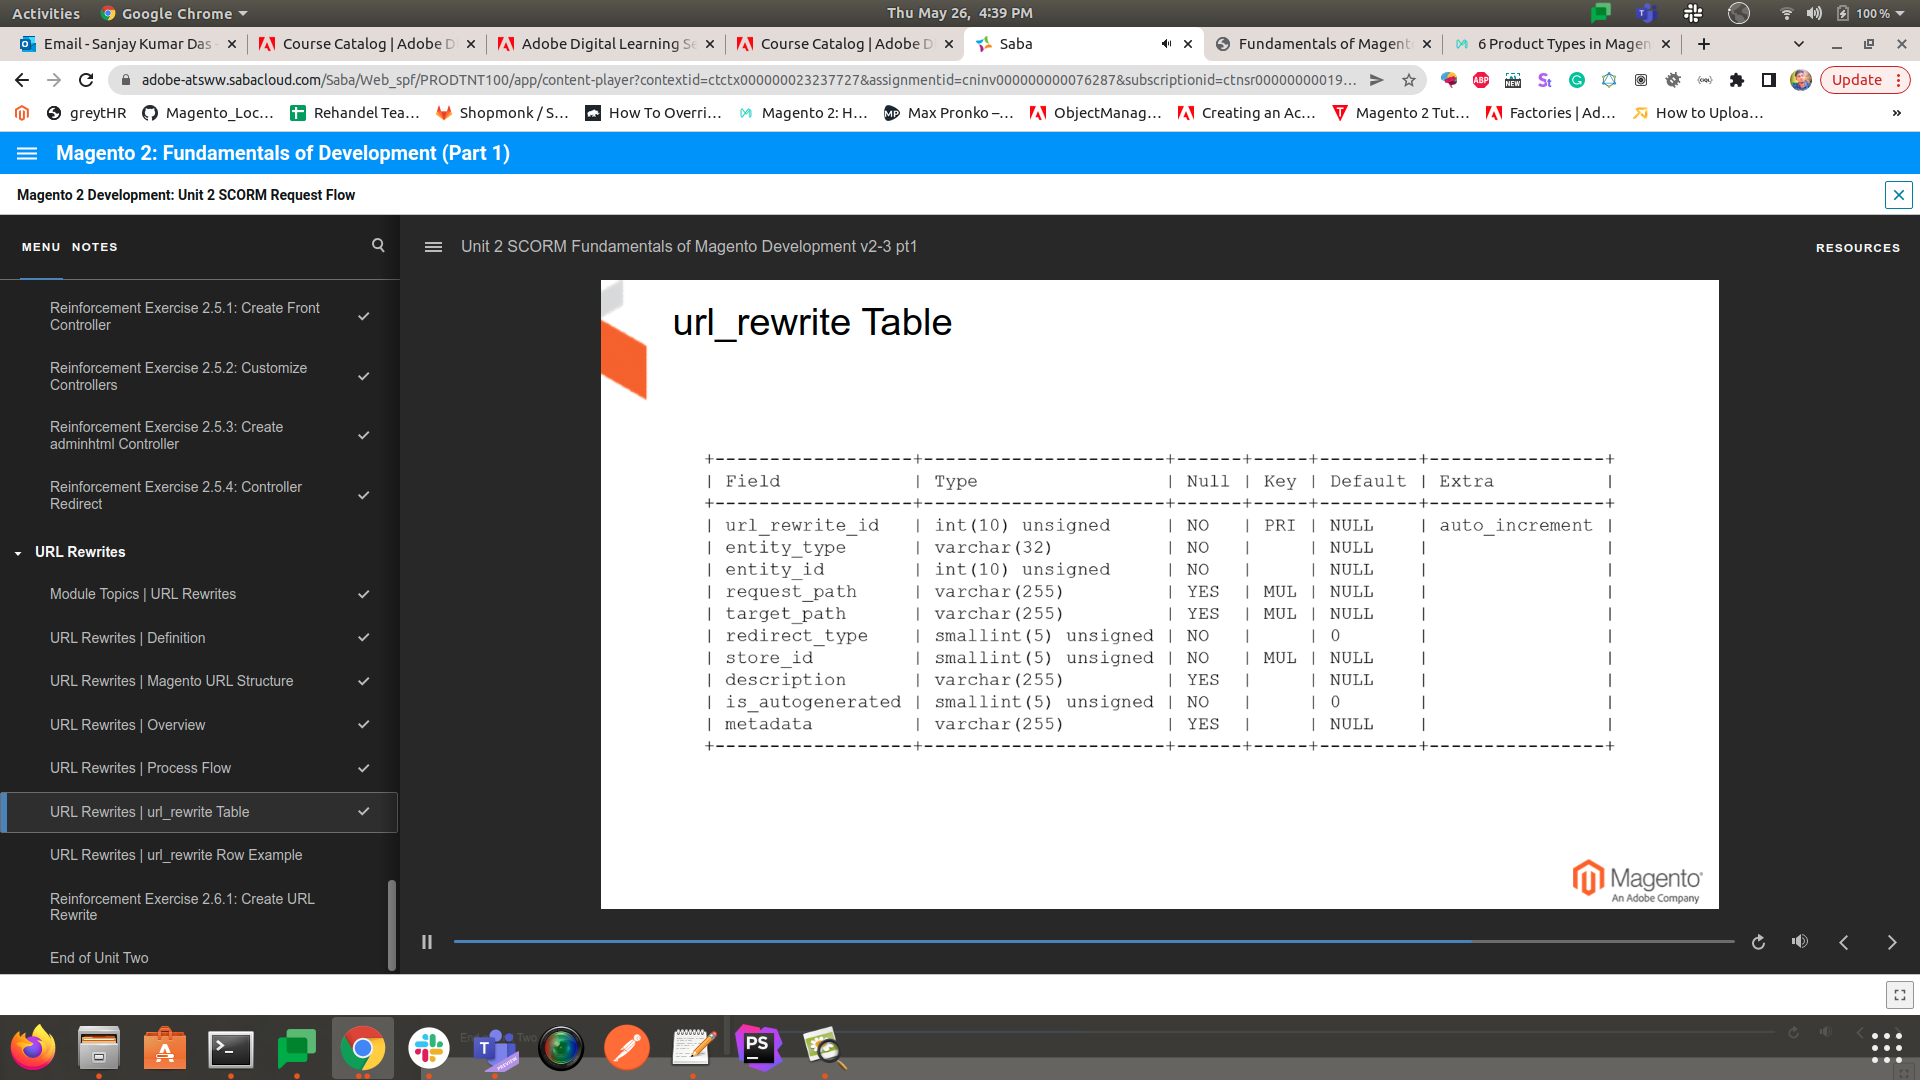 Activities Google Chrome Thu May 26, 4:39 PM 100 %
Email - Sanjay Kumar Das Course Catalog | Adobe D Adobe Digital Learning Se Course Catalog | Adobe D Saba Fundamentals of Magent 6 Product Types in Magen
adobe-atsww.sabacloud.com/Saba/Web_spf/PRODTNT100/app/content-player?contextid=ctctx000000023237727&assignmentid=cninv000000000076287&subscriptionid=ctnsr00000000019... Update
greytHR Magento_Loc... Rehandel Tea... Shopmonk / S... How To Overri... Magento 2: H... Max Pronko –... ObjectManag... Creating an Ac... Magento 2 Tut... Factories | Ad... How to Uploa... »
Magento 2: Fundamentals of Development (Part 1)
Magento 2 Development: Unit 2 SCORM Request Flow
MENU NOTES
Unit 2 SCORM Fundamentals of Magento Development v2-3 pt1
RESOURCES
Reinforcement Exercise 2.5.1: Create Front
Controller
Reinforcement Exercise 2.5.2: Customize
Controllers
Reinforcement Exercise 2.5.3: Create
adminhtml Controller
Reinforcement Exercise 2.5.4: Controller
Redirect
URL Rewrites
Module Topics | URL Rewrites
URL Rewrites | Definition
URL Rewrites | Magento URL Structure
URL Rewrites | Overview
URL Rewrites | Process Flow
URL Rewrites | url_rewrite Table
URL Rewrites | url_rewrite Row Example
Reinforcement Exercise 2.6.1: Create URL
Rewrite
End of Unit Two
url_rewrite Table
+------------------+----------------------+------+-----+---------+----------------+
| Field | Type | Null | Key | Default | Extra |
+------------------+----------------------+------+-----+---------+----------------+
| url_rewrite_id | int(10) unsigned | NO | PRI | NULL | auto_increment |
| entity_type | varchar(32) | NO | | NULL | |
| entity_id | int(10) unsigned | NO | | NULL | |
| request_path | varchar(255) | YES | MUL | NULL | |
| target_path | varchar(255) | YES | MUL | NULL | |
| redirect_type | smallint(5) unsigned | NO | | 0 | |
| store_id | smallint(5) unsigned | NO | MUL | NULL | |
| description | varchar(255) | YES | | NULL | |
| is_autogenerated | smallint(5) unsigned | NO | | 0 | |
| metadata | varchar(255) | YES | | NULL | |
+------------------+----------------------+------+-----+---------+----------------+
Magento
An Adobe Company